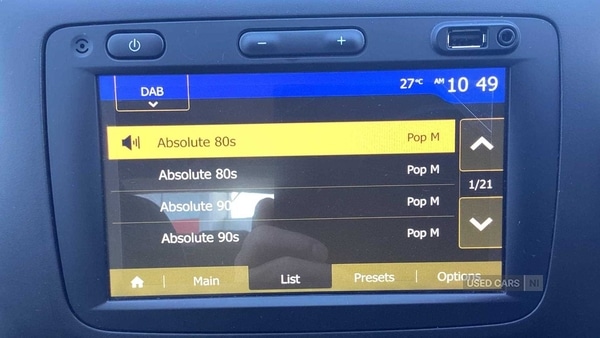 DAB
27°C AM 10 49
Absolute 80s Pop M
Absolute 80s Pop M
Absolute 90s Pop M
Absolute 90s Pop M
1/21
Main List Presets Options
USED CARS NI